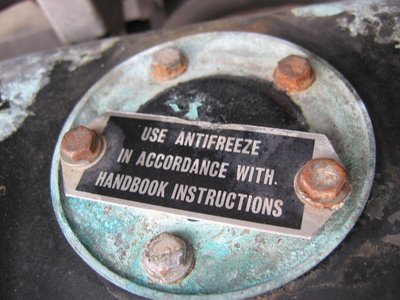 USE ANTIFREEZE
IN ACCORDANCE WITH.
HANDBOOK INSTRUCTIONS